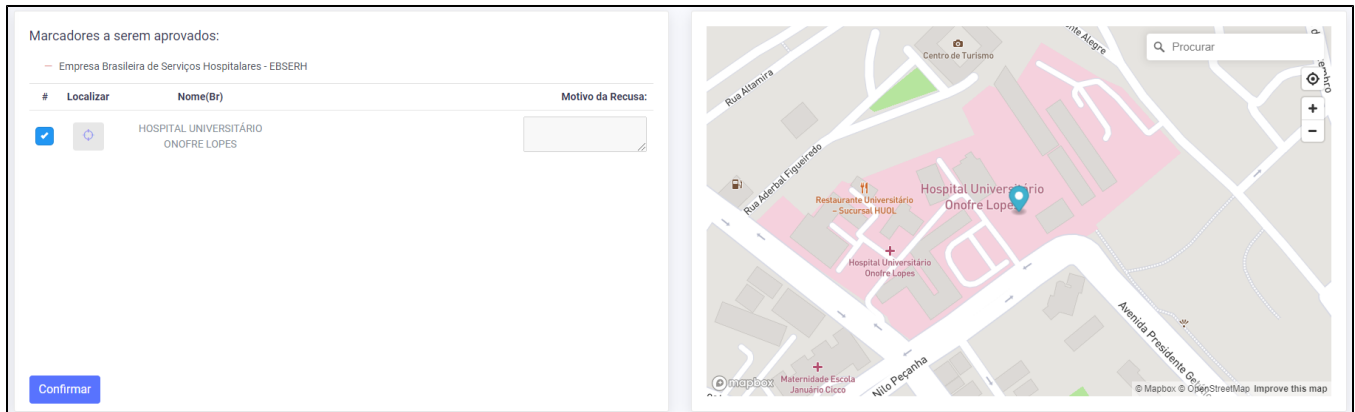 Marcadores a serem aprovados:
Empresa Brasileira de Serviços Hospitalares - EBSERH
# Localizar Nome(Br) Motivo da Recusa:
HOSPITAL UNIVERSITÁRIO
ONOFRE LOPES
Confirmar
Procurar
Centro de Turismo
Rua Altamira
Rua Aderbal Figueiredo
Restaurante Universitário
– Sucursal HUOL
Hospital Universitário
Onofre Lopes
Hospital Universitário
Onofre Lopes
Avenida Presidente
Nilo Peçanha
Maternidade Escola
Januário Cicco
mapbox
© Mapbox © OpenStreetMap Improve this map